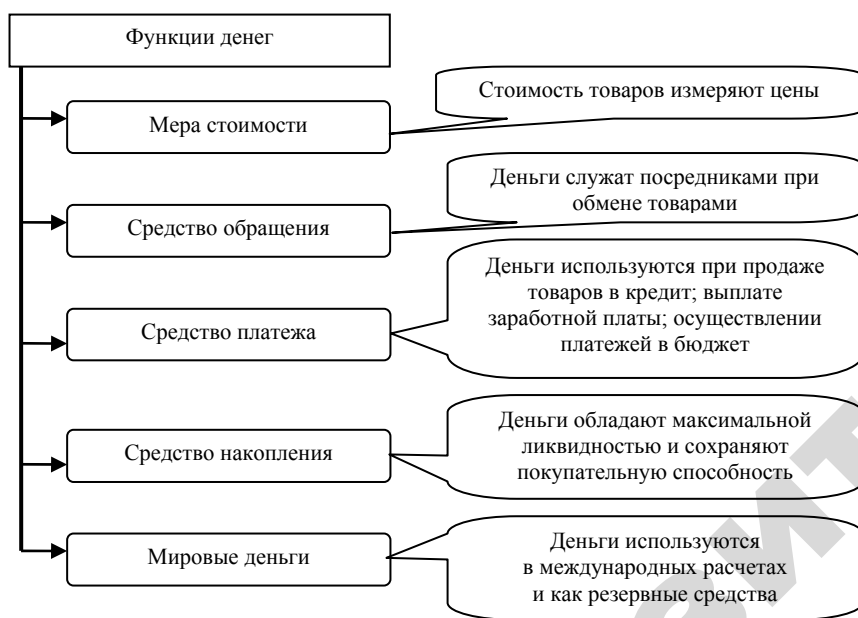 Функции денег
Мера стоимости
Стоимость товаров измеряют цены
Средство обращения
Деньги служат посредниками при
обмене товарами
Средство платежа
Деньги используются при продаже
товаров в кредит; выплате
заработной платы; осуществлении
платежей в бюджет
Средство накопления
Деньги обладают максимальной
ликвидностью и сохраняют
покупательную способность
Мировые деньги
Деньги используются
в международных расчетах
и как резервные средства